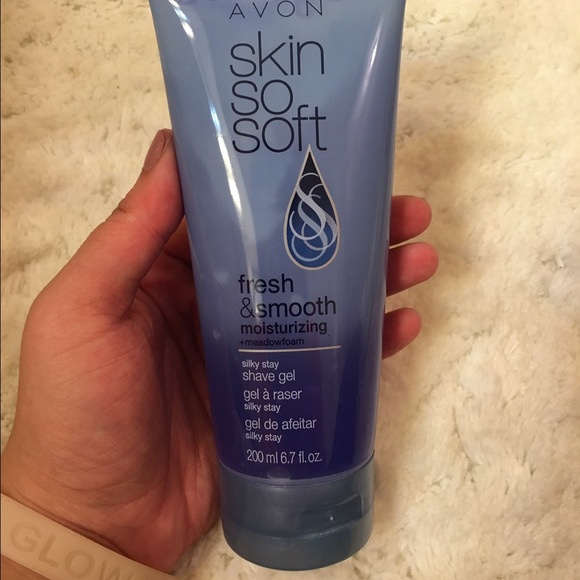 AVON
skin
so
soft
fresh
&smooth
moisturizing
+meadowfoam
silky stay
shave gel
gel à raser
silky stay
gel de afeitar
silky stay
200 ml 6.7 fl. oz.
GLOW